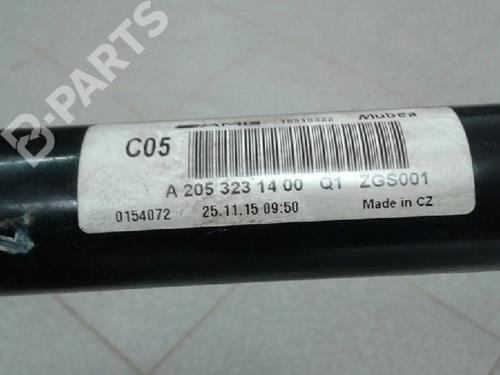 B-PARTS
AMG 18519322 Mubea
C05
A 205 323 14 00 Q1 ZGS001
0154072 25.11.15 09:50 Made in CZ